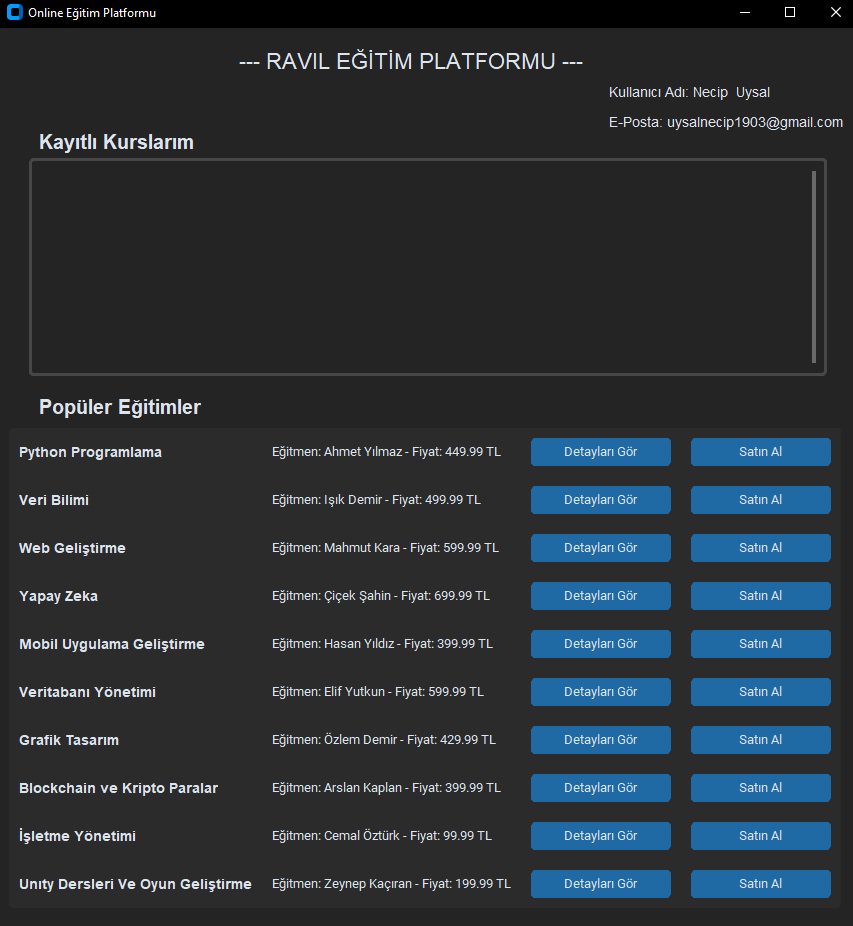 Online Eğitim Platformu
--- RAVIL EĞİTİM PLATFORMU ---
Kullanıcı Adı: Necip  Uysal
E-Posta: uysalnecip1903@gmail.com
Kayıtlı Kurslarım
Popüler Eğitimler
Python Programlama Eğitmen: Ahmet Yılmaz - Fiyat: 449.99 TL Detayları Gör Satın Al
Veri Bilimi Eğitmen: Işık Demir - Fiyat: 499.99 TL Detayları Gör Satın Al
Web Geliştirme Eğitmen: Mahmut Kara - Fiyat: 599.99 TL Detayları Gör Satın Al
Yapay Zeka Eğitmen: Çiçek Şahin - Fiyat: 699.99 TL Detayları Gör Satın Al
Mobil Uygulama Geliştirme Eğitmen: Hasan Yıldız - Fiyat: 399.99 TL Detayları Gör Satın Al
Veritabanı Yönetimi Eğitmen: Elif Yutkun - Fiyat: 599.99 TL Detayları Gör Satın Al
Grafik Tasarım Eğitmen: Özlem Demir - Fiyat: 429.99 TL Detayları Gör Satın Al
Blockchain ve Kripto Paralar Eğitmen: Arslan Kaplan - Fiyat: 399.99 TL Detayları Gör Satın Al
İşletme Yönetimi Eğitmen: Cemal Öztürk - Fiyat: 99.99 TL Detayları Gör Satın Al
Unıty Dersleri Ve Oyun Geliştirme Eğitmen: Zeynep Kaçıran - Fiyat: 199.99 TL Detayları Gör Satın Al